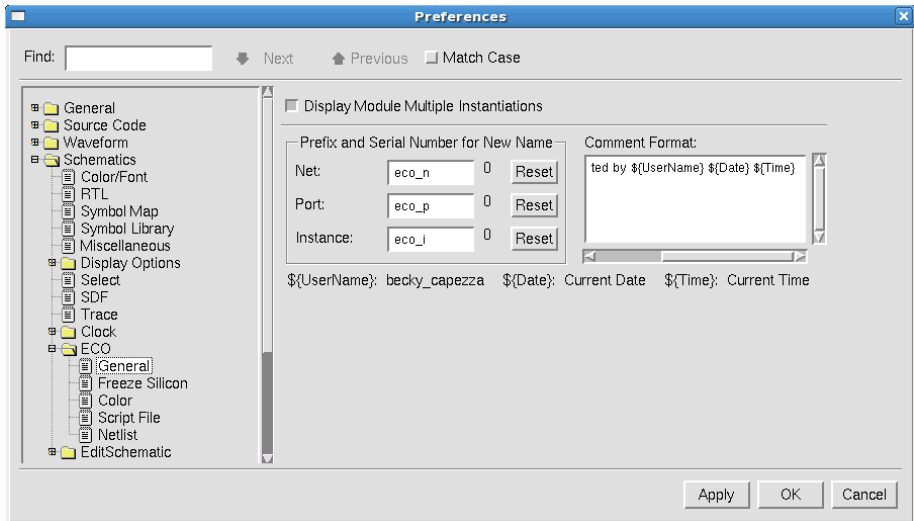 Preferences
Find:
Next
Previous
Match Case
General
Source Code
Waveform
Schematics
Color/Font
RTL
Symbol Map
Symbol Library
Miscellaneous
Display Options
Select
SDF
Trace
Clock
ECO
General
Freeze Silicon
Color
Script File
Netlist
EditSchematic
Display Module Multiple Instantiations
Prefix and Serial Number for New Name
Net: eco_n 0 Reset
Port: eco_p 0 Reset
Instance: eco_i 0 Reset
Comment Format:
ted by ${UserName} ${Date} ${Time}
${UserName}: becky_capezza ${Date}: Current Date ${Time}: Current Time
Apply OK Cancel